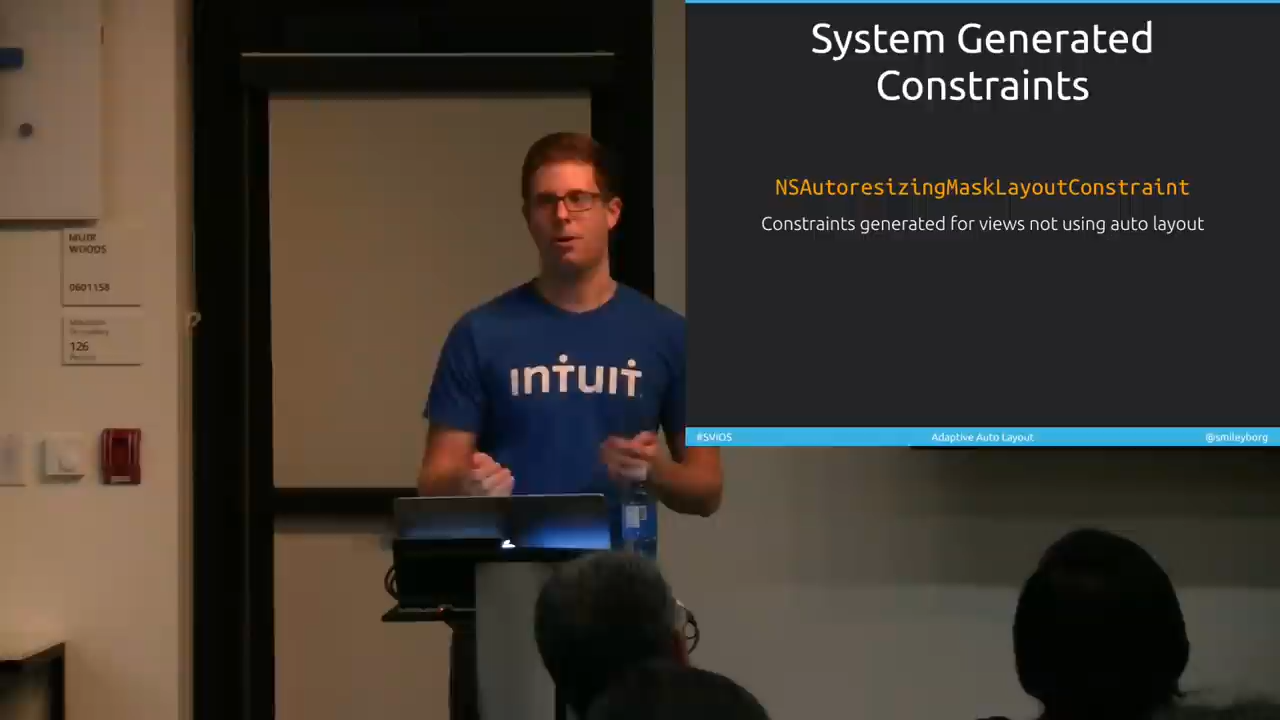 System Generated
Constraints
NSAutoresizingMaskLayoutConstraint
Constraints generated for views not using auto layout
#SViOS
Adaptive Auto Layout
@smileyborg
MUIR
WOODS
0601158
126
INTUIT